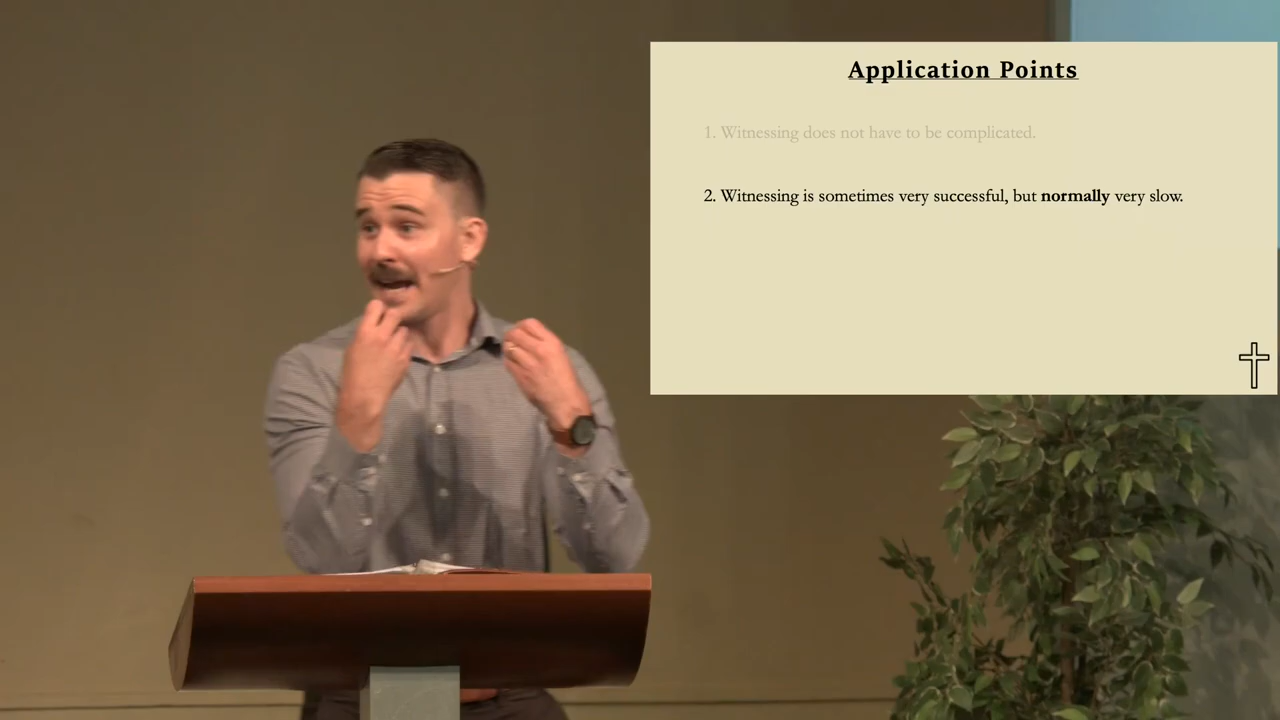 Application Points
1. Witnessing does not have to be complicated.
2. Witnessing is sometimes very successful, but normally very slow.